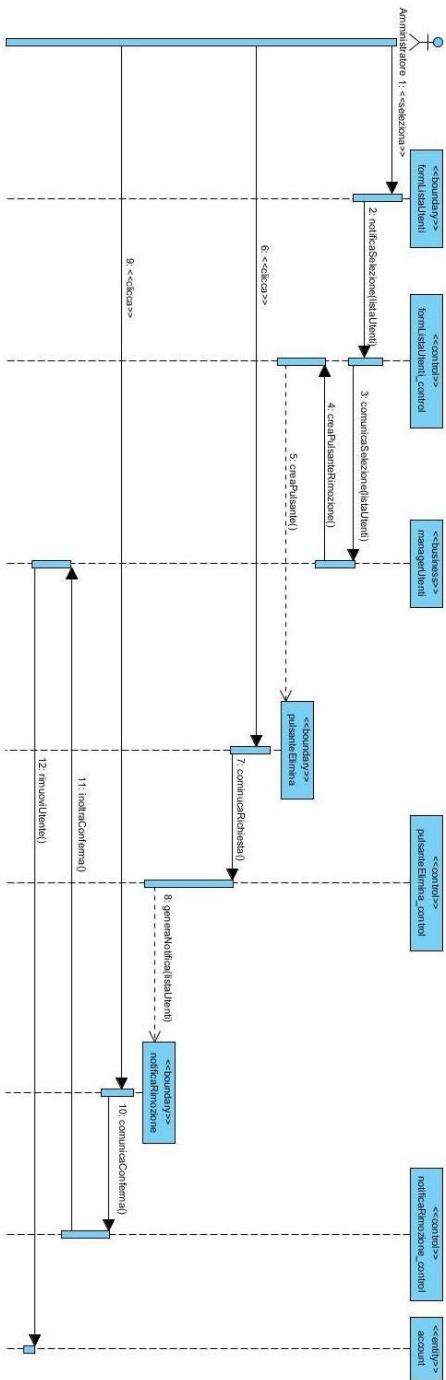 Amministratore
<<boundary>>
formListaUtenti
<<control>>
formListaUtenti_control
<<business>>
managerUtenti
<<control>>
pulsanteElimina_control
<<control>>
notificaRimozione_control
<<entity>>
account
1: <<seleziona>>
2: notificaSelezione(listaUtenti)
3: comunicaSelezione(listaUtenti)
4: creaPulsanteRimozione()
5: creaPulsante()
<<boundary>>
pulsanteElimina
6: <<clicca>>
7: cominucaRichiesta()
8: generaNotifica(listaUtenti)
<<boundary>>
notificaRimozione
9: <<clicca>>
10: comunicaConferma()
11: inoltraConferma()
12: rimuoviUtente()